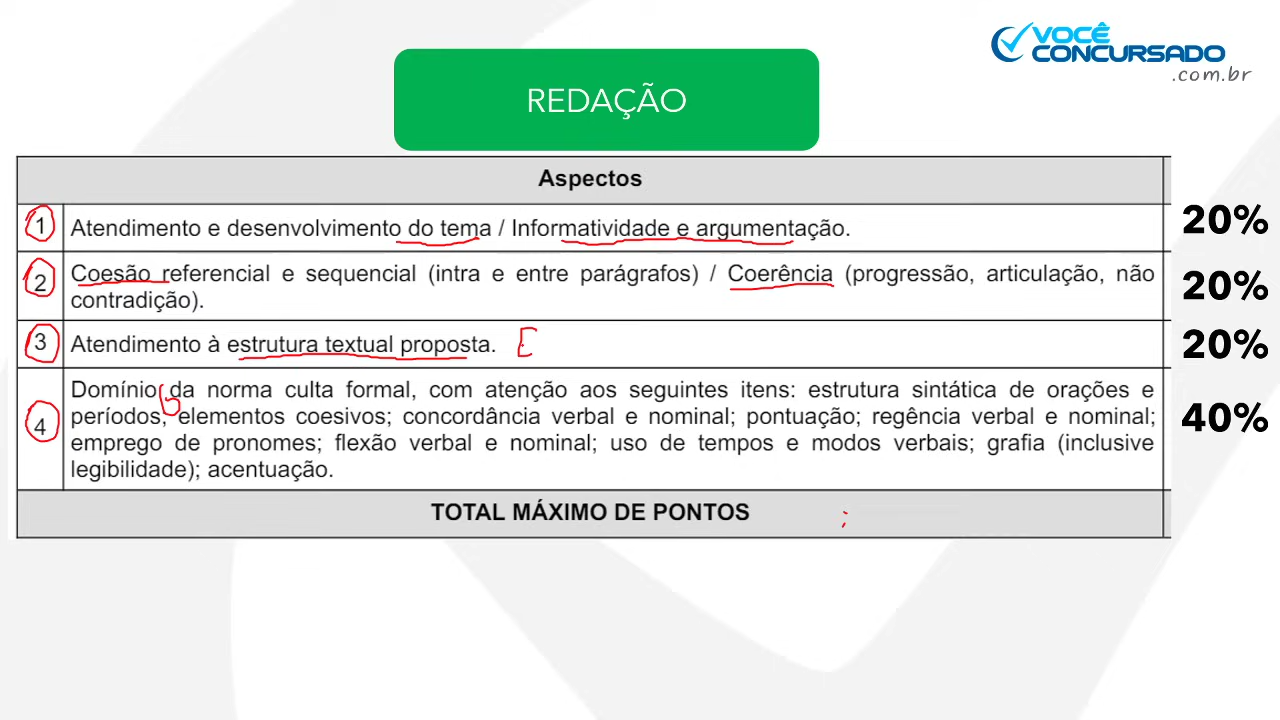 VOCÊ
CONCURSADO
.com.br
REDAÇÃO
Aspectos
1 Atendimento e desenvolvimento do tema / Informatividade e argumentação. 20%
2 Coesão referencial e sequencial (intra e entre parágrafos) / Coerência (progressão, articulação, não
contradição). 20%
3 Atendimento à estrutura textual proposta. 20%
4 Domínio da norma culta formal, com atenção aos seguintes itens: estrutura sintática de orações e
períodos; elementos coesivos; concordância verbal e nominal; pontuação; regência verbal e nominal; 40%
emprego de pronomes; flexão verbal e nominal; uso de tempos e modos verbais; grafia (inclusive
legibilidade); acentuação.
TOTAL MÁXIMO DE PONTOS